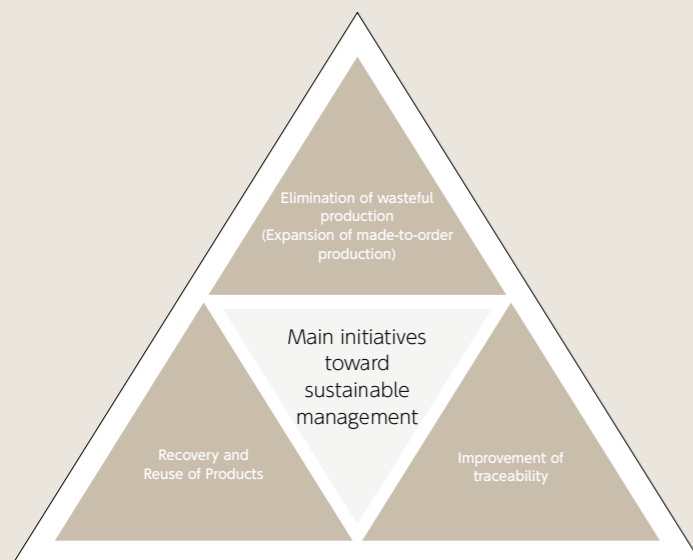 Elimination of wasteful
production
(Expansion of made-to-order
production)
Main initiatives
toward
sustainable
management
Recovery and
Reuse of Products
Improvement of
traceability